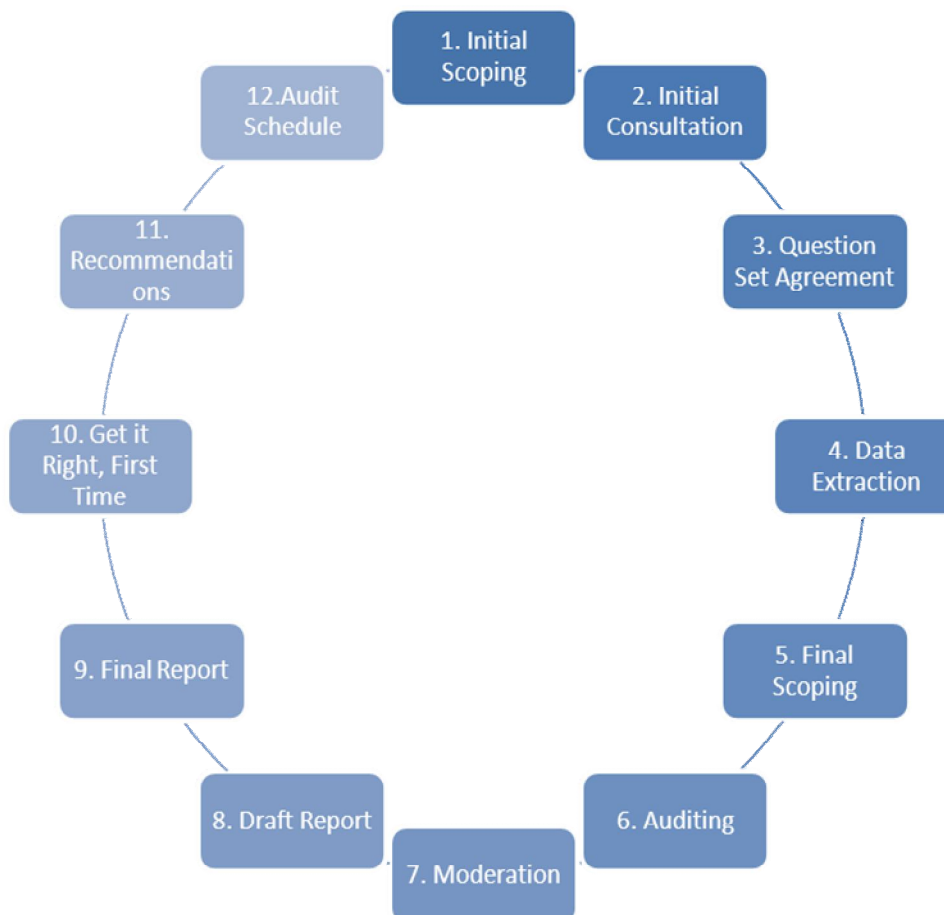 1. Initial
Scoping
2. Initial
Consultation
3. Question
Set Agreement
4. Data
Extraction
5. Final
Scoping
6. Auditing
7. Moderation
8. Draft Report
9. Final Report
10. Get it
Right, First
Time
11.
Recommendati
ons
12.Audit
Schedule